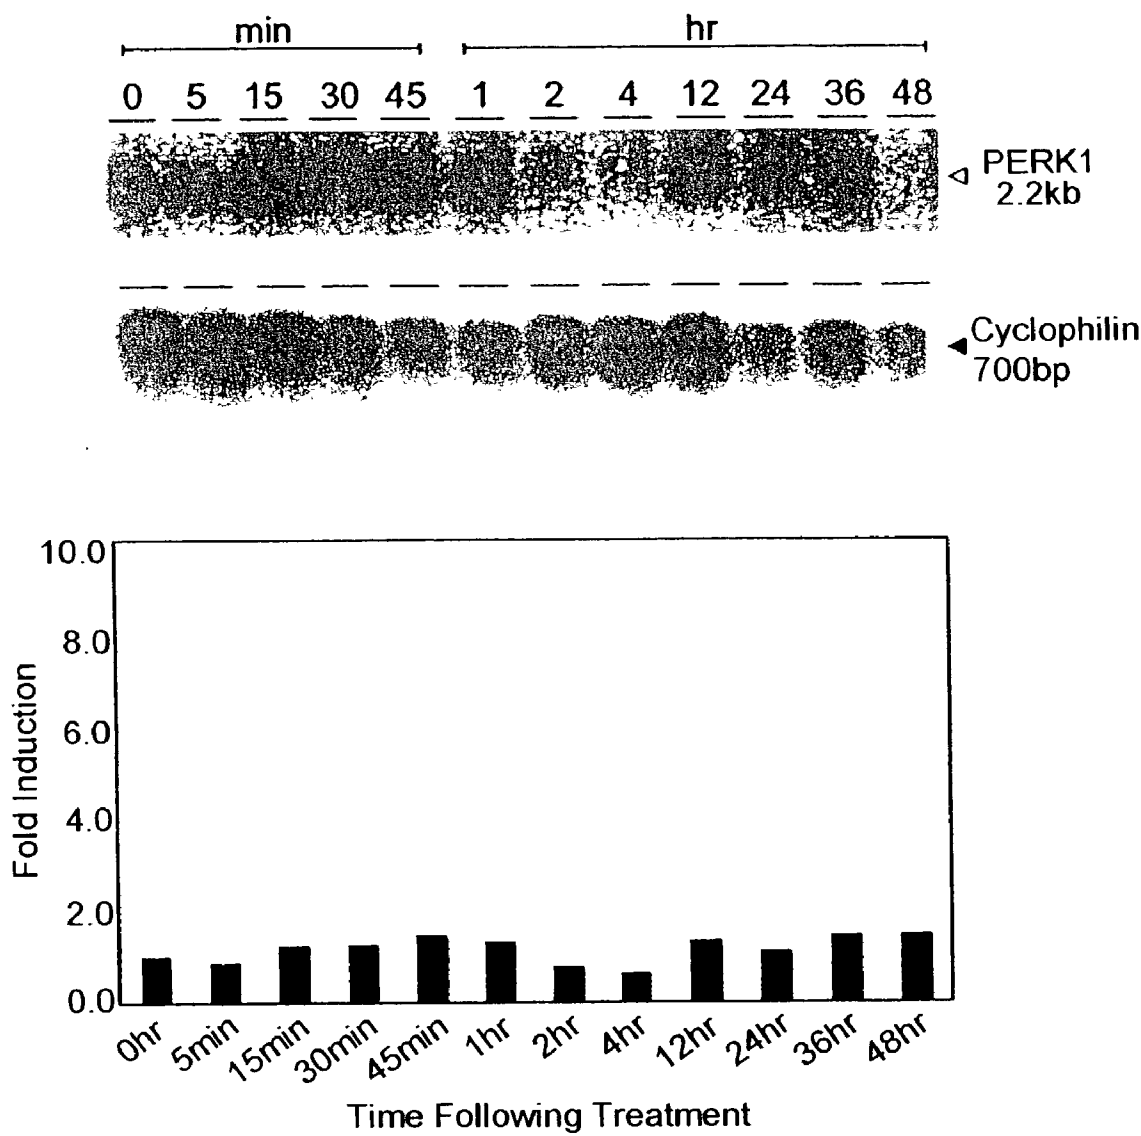 min hr
0 5 15 30 45 1 2 4 12 24 36 48
PERK1
2.2kb
Cyclophilin
700bp
10.0
8.0
6.0
4.0
2.0
0.0
Fold Induction
0hr 5min 15min 30min 45min 1hr 2hr 4hr 12hr 24hr 36hr 48hr
Time Following Treatment